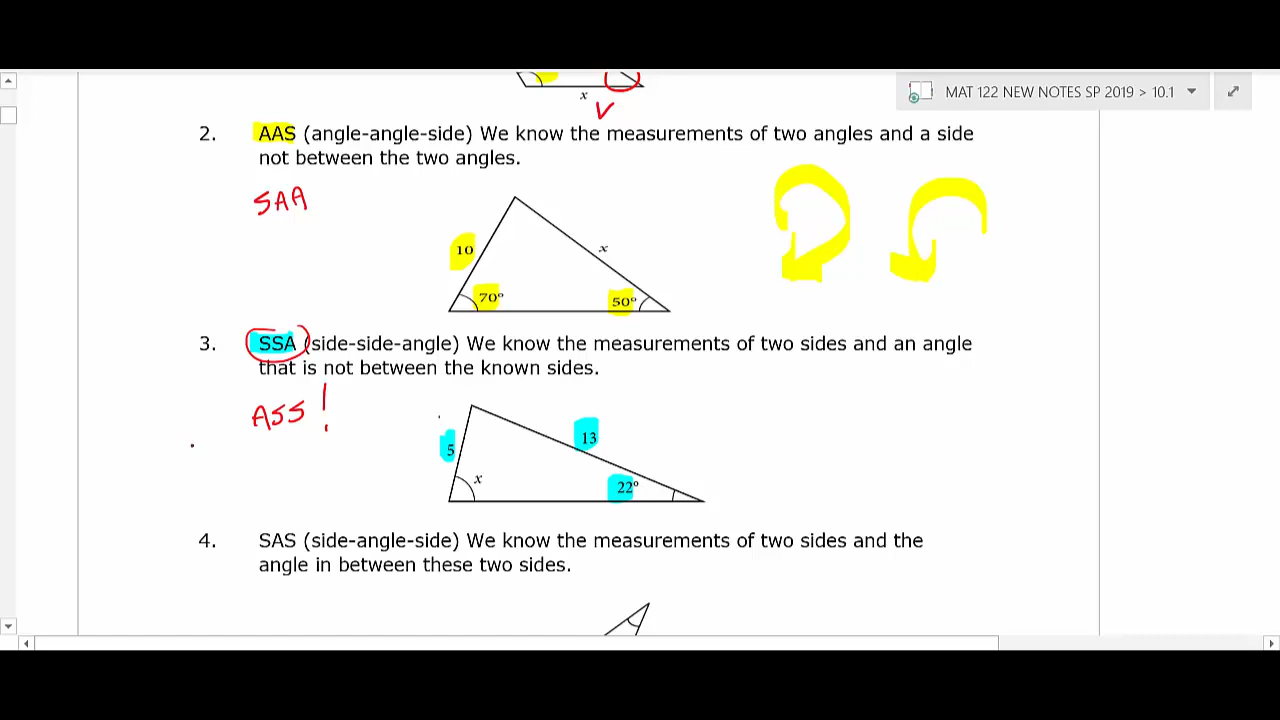 MAT 122 NEW NOTES SP 2019 > 10.1
x
2. AAS (angle-angle-side) We know the measurements of two angles and a side
not between the two angles.
SAA
10
x
70°
50°
3. SSA (side-side-angle) We know the measurements of two sides and an angle
that is not between the known sides.
ASS!
13
5
x
22°
4. SAS (side-angle-side) We know the measurements of two sides and the
angle in between these two sides.